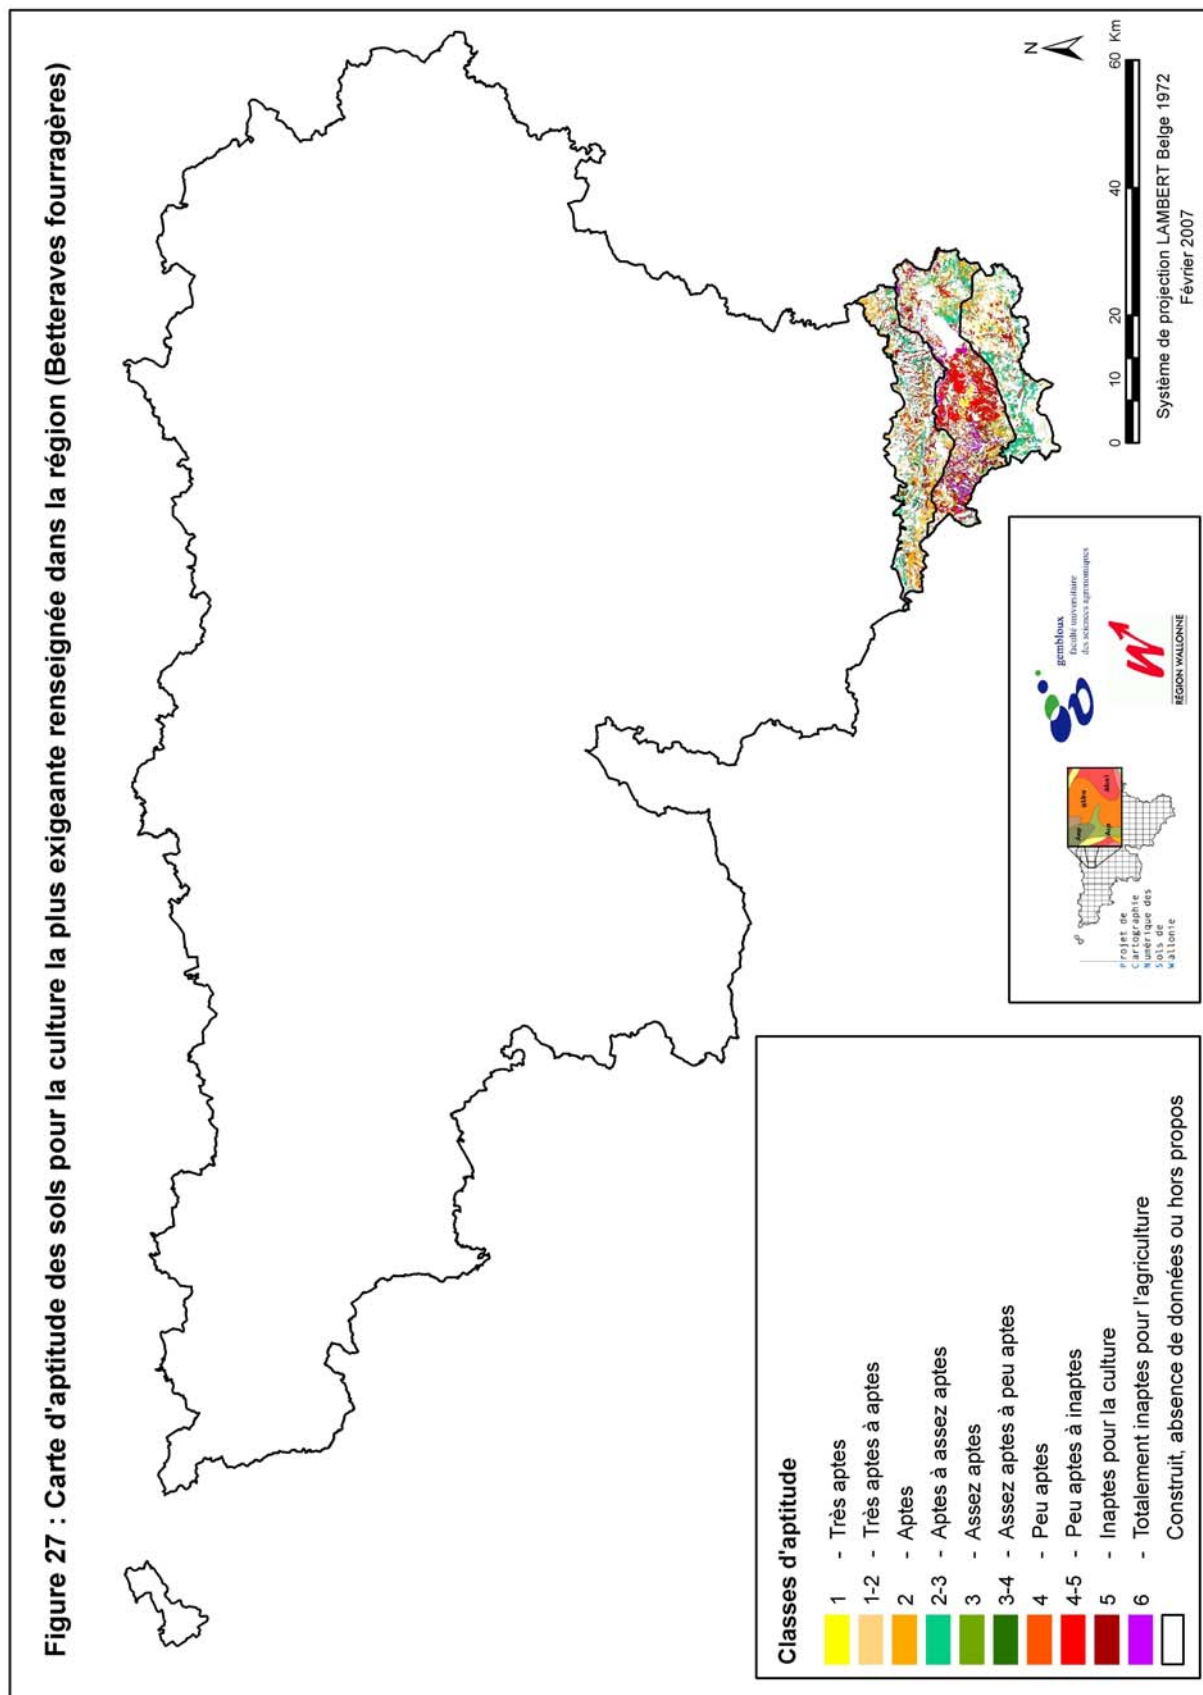 Figure 27 : Carte d'aptitude des sols pour la culture la plus exigeante renseignée dans la région (Betteraves fourragères)
Classes d'aptitude
1 - Très aptes
1-2 - Très aptes à aptes
2 - Aptes
2-3 - Aptes à assez aptes
3 - Assez aptes
3-4 - Assez aptes à peu aptes
4 - Peu aptes
4-5 - Peu aptes à inaptes
5 - Inaptes pour la culture
6 - Totalement inaptes pour l'agriculture
Construit, absence de données ou hors propos
Projet de
Cartographie
Numérique des
Sols de
Wallonie
gembloux
faculté universitaire
des sciences agronomiques
RÉGION WALLONNE
N
0 10 20 40 60 Km
Système de projection LAMBERT Belge 1972
Février 2007